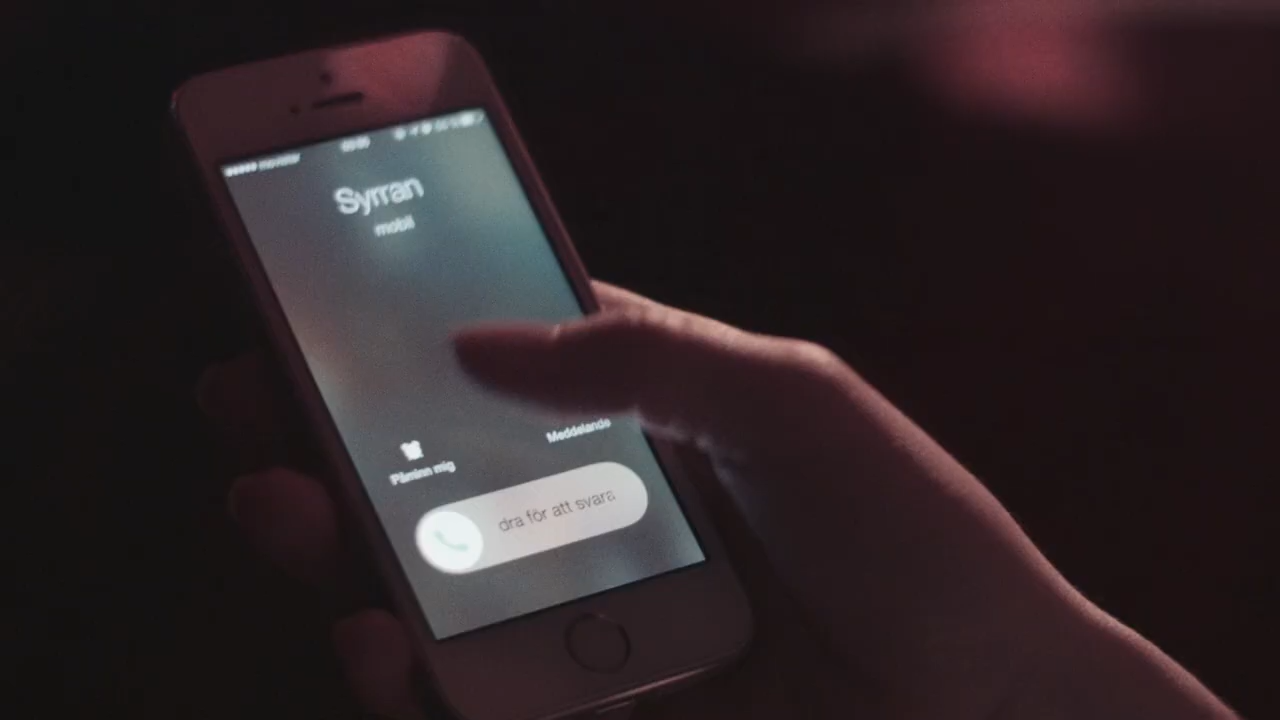 Syrran
mobil
Meddelande
Påminn mig
dra för att svara